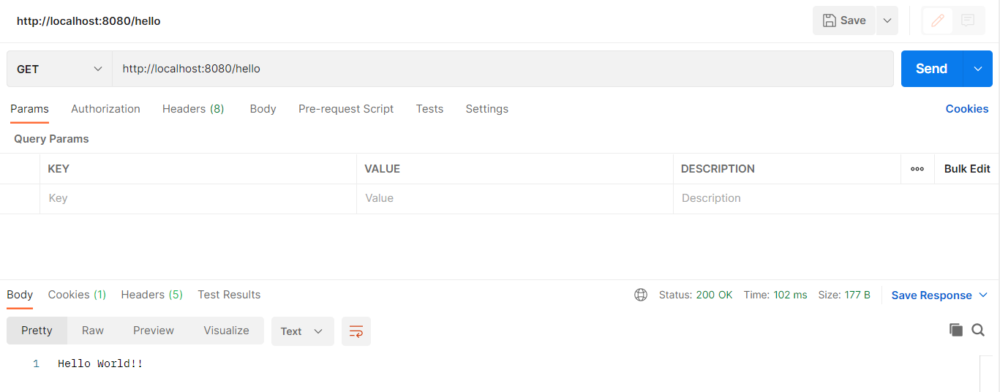 http://localhost:8080/hello Save
GET http://localhost:8080/hello Send
Params Authorization Headers (8) Body Pre-request Script Tests Settings Cookies
Query Params
KEY VALUE DESCRIPTION Bulk Edit
Key Value Description
Body Cookies (1) Headers (5) Test Results Status: 200 OK Time: 102 ms Size: 177 B Save Response
Pretty Raw Preview Visualize Text
1 Hello World!!